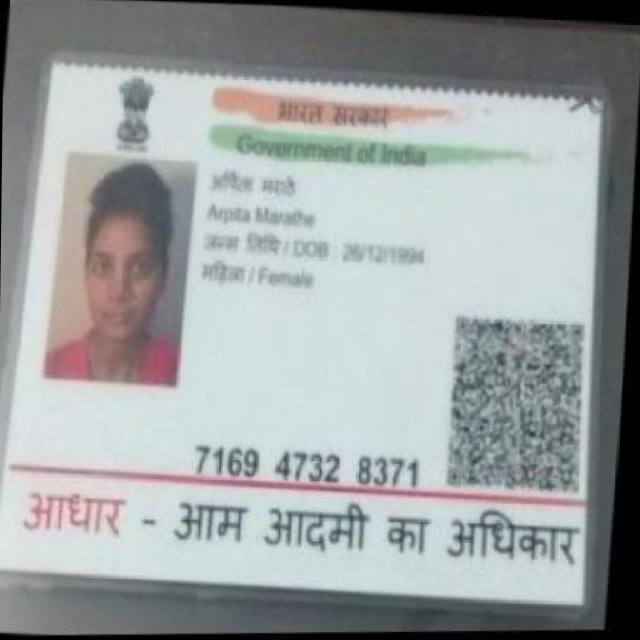 भारत सरकार
Government of India
अर्पिता मराठे
Arpita Marathe
जन्म तिथि / DOB : 26/12/1994
महिला / Female
7169 4732 8371
आधार - आम आदमी का अधिकार